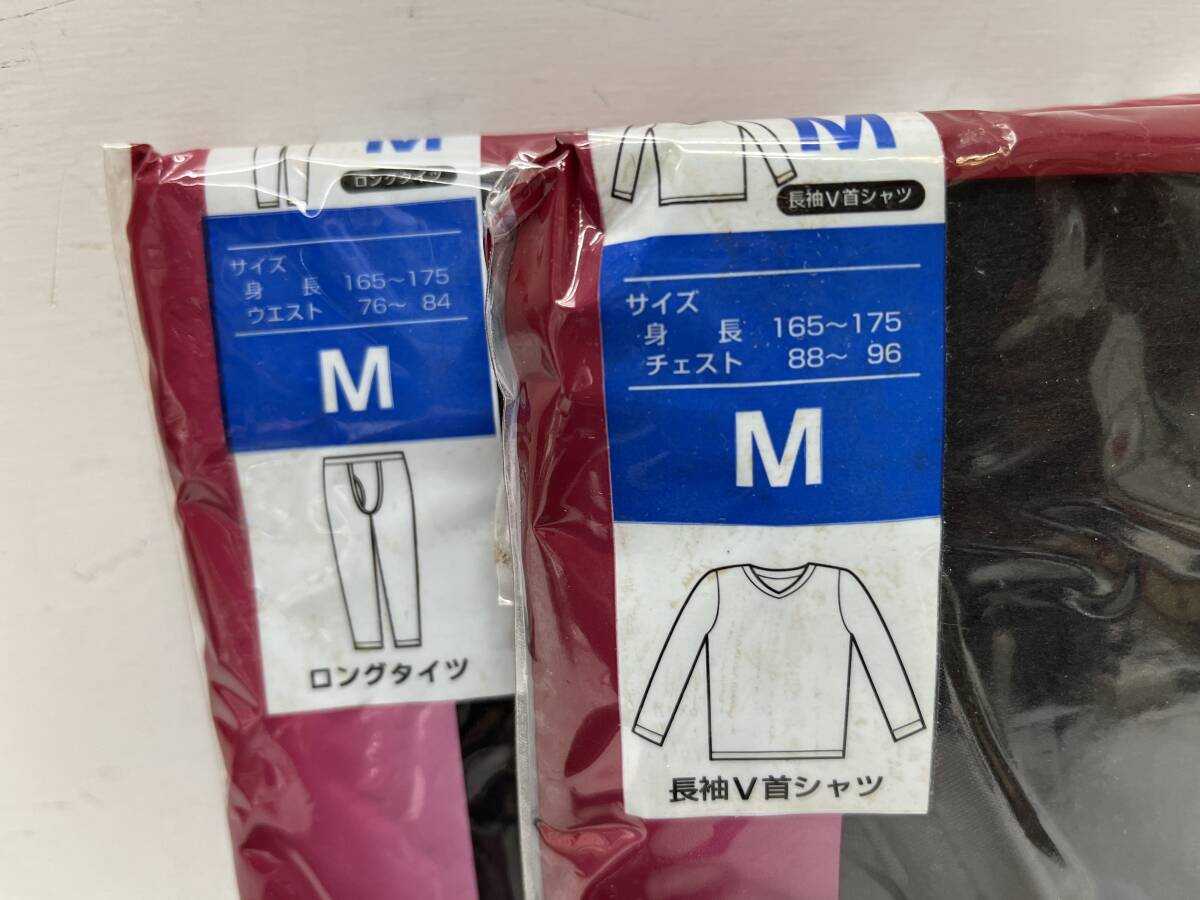 M
ロングタイツ
サイズ
身 長 165～175
ウエスト 76～ 84
M
ロングタイツ
M
長袖V首シャツ
サイズ
身 長 165～175
チェスト 88～ 96
M
長袖V首シャツ